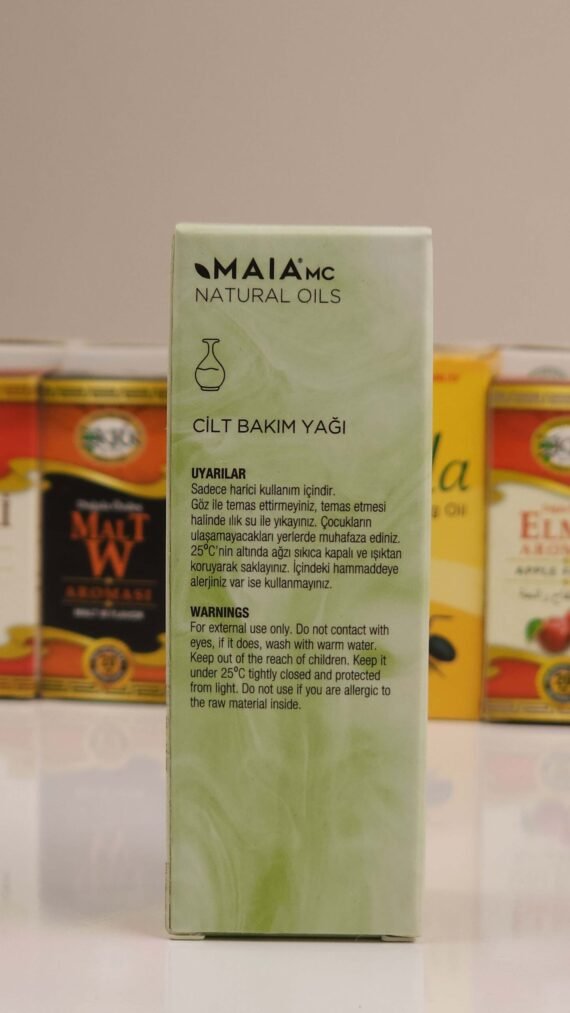 MAIA® MC
NATURAL OILS
CİLT BAKIM YAĞI
UYARILAR
Sadece harici kullanım içindir.
Göz ile temas ettirmeyiniz, temas etmesi
halinde ılık su ile yıkayınız. Çocukların
ulaşamayacakları yerlerde muhafaza ediniz.
25°C'nin altında ağzı sıkıca kapalı ve ışıktan
koruyarak saklayınız. İçindeki hammaddeye
alerjiniz var ise kullanmayınız.
WARNINGS
For external use only. Do not contact with
eyes, if it does, wash with warm water.
Keep out of the reach of children. Keep it
under 25°C tightly closed and protected
from light. Do not use if you are allergic to
the raw material inside.
MALT
W
AROMASI
la
Oil
ELM
AROM
APPLE